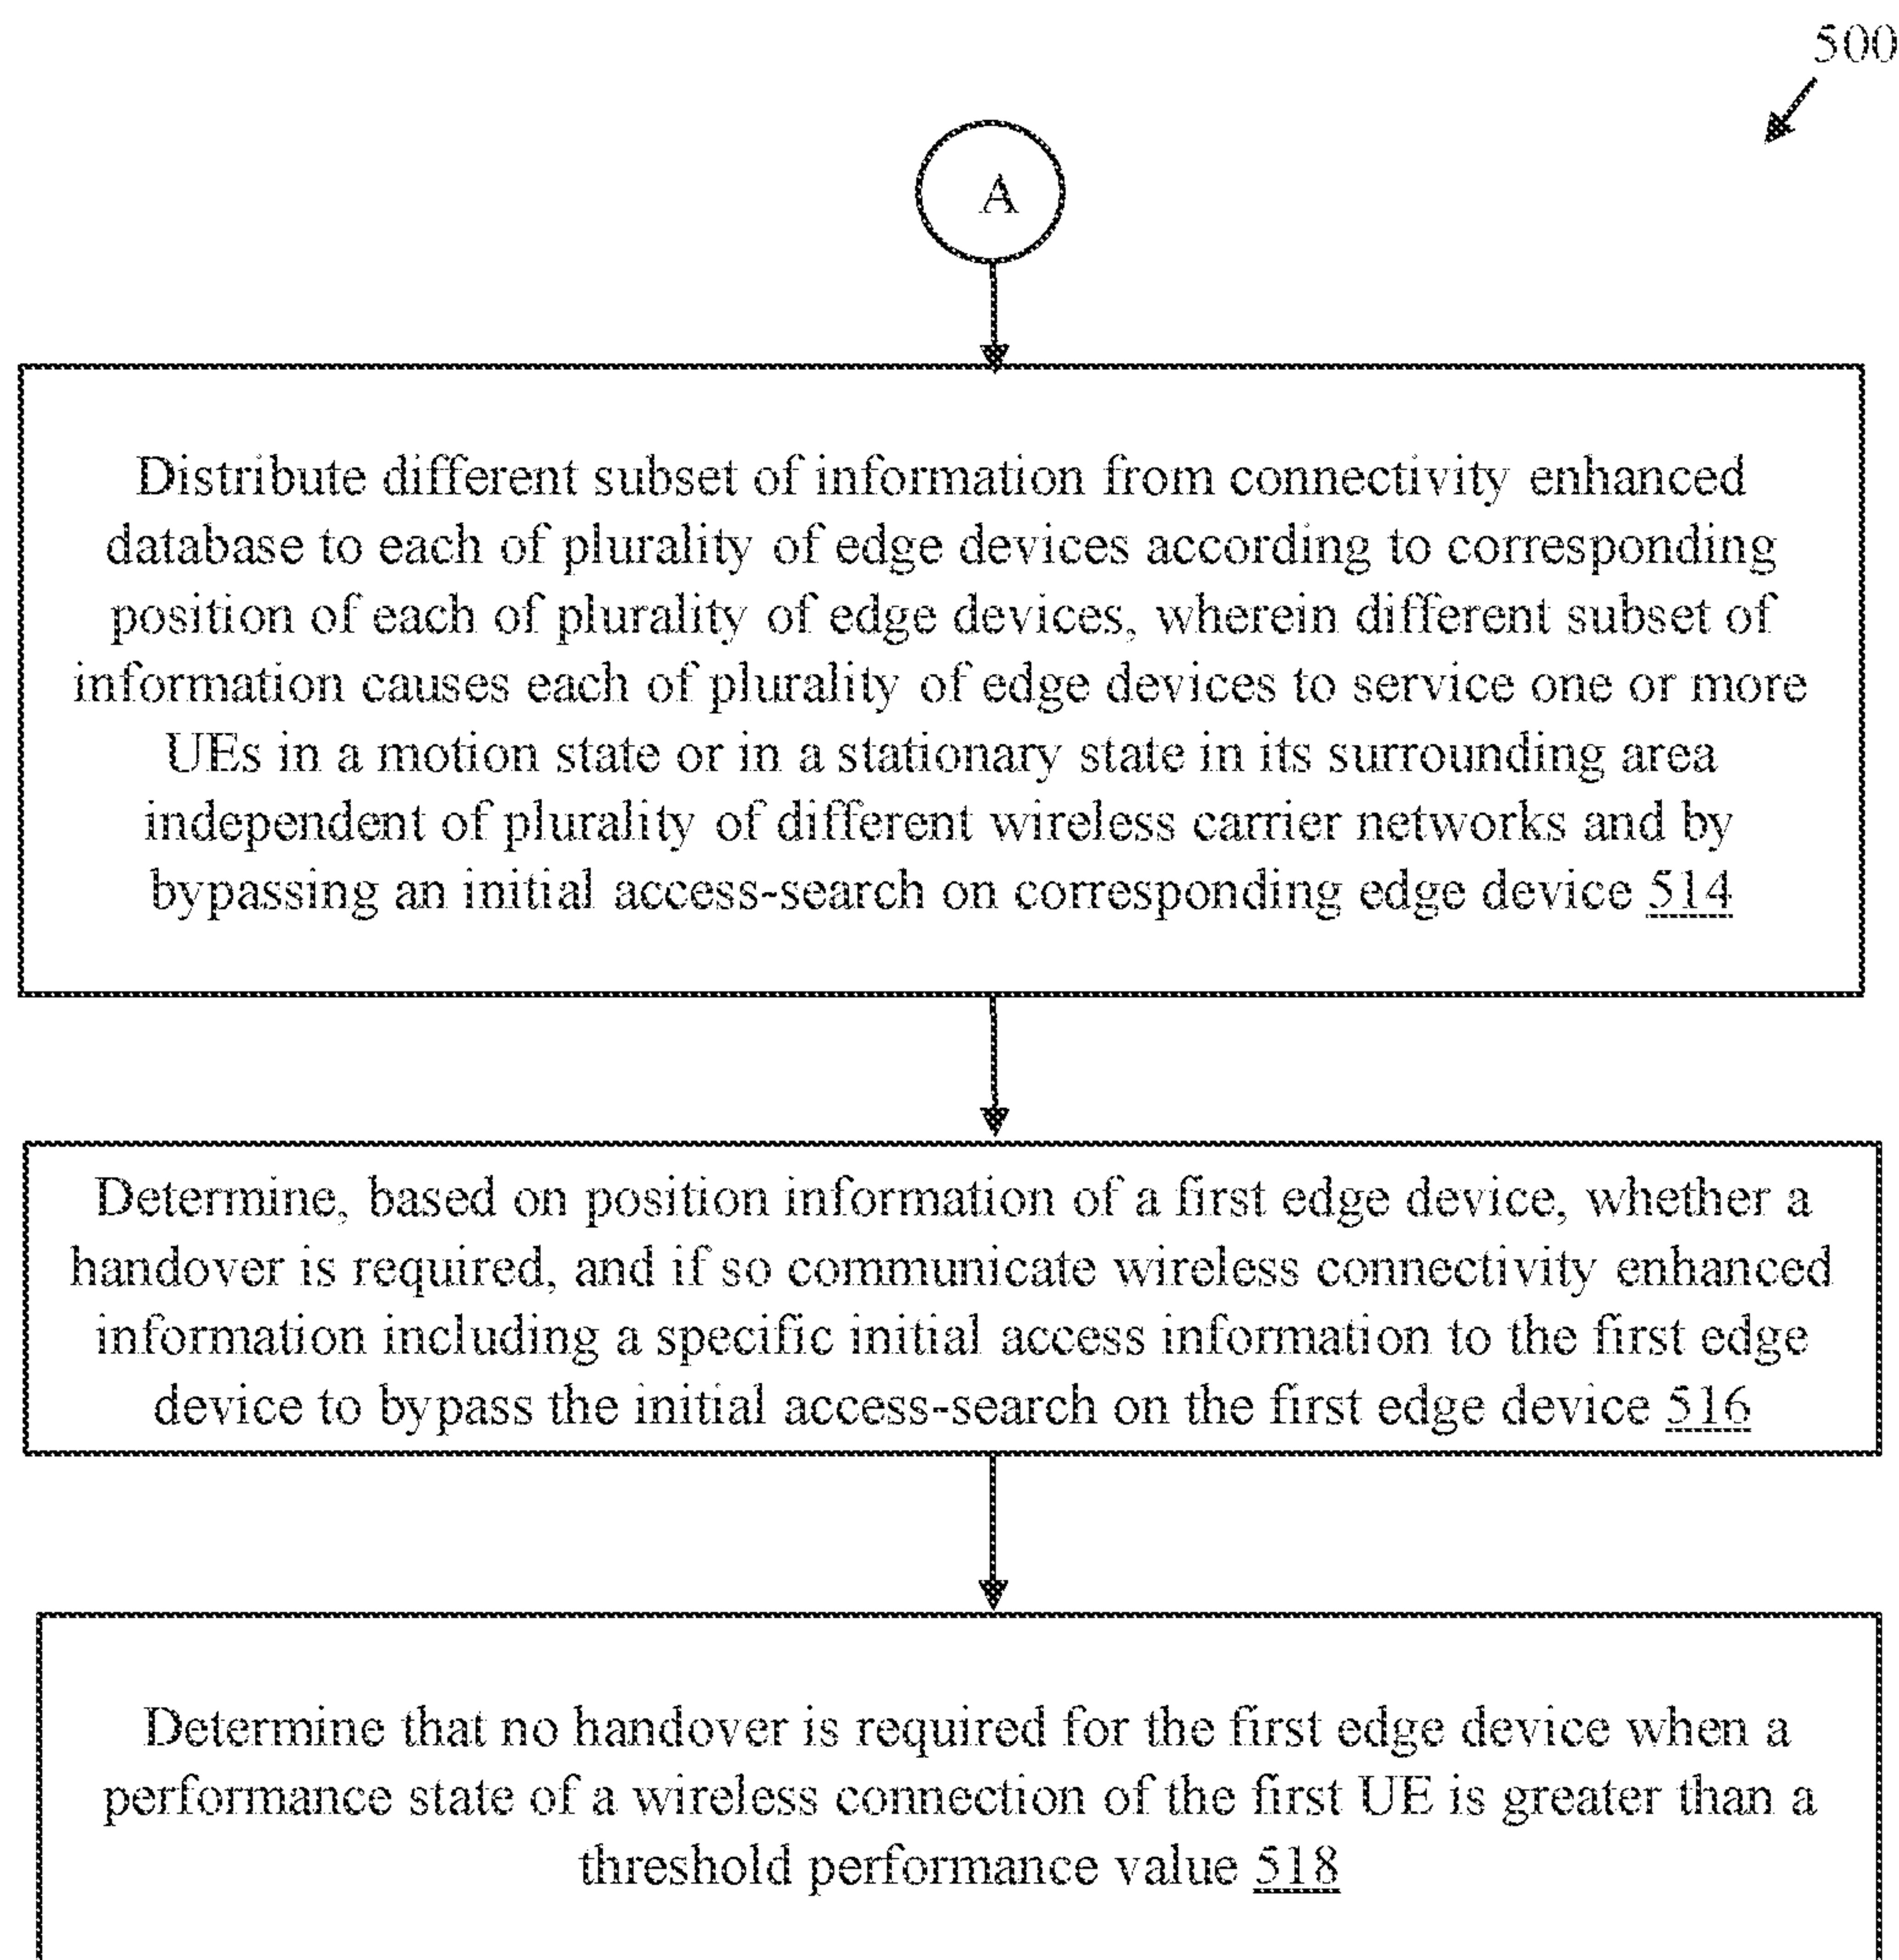 500
A
Distribute different subset of information from connectivity enhanced
database to each of plurality of edge devices according to corresponding
position of each of plurality of edge devices, wherein different subset of
information causes each of plurality of edge devices to service one or more
UEs in a motion state or in a stationary state in its surrounding area
independent of plurality of different wireless carrier networks and by
bypassing an initial access-search on corresponding edge device 514
Determine, based on position information of a first edge device, whether a
handover is required, and if so communicate wireless connectivity enhanced
information including a specific initial access information to the first edge
device to bypass the initial access-search on the first edge device 516
Determine that no handover is required for the first edge device when a
performance state of a wireless connection of the first UE is greater than a
threshold performance value 518